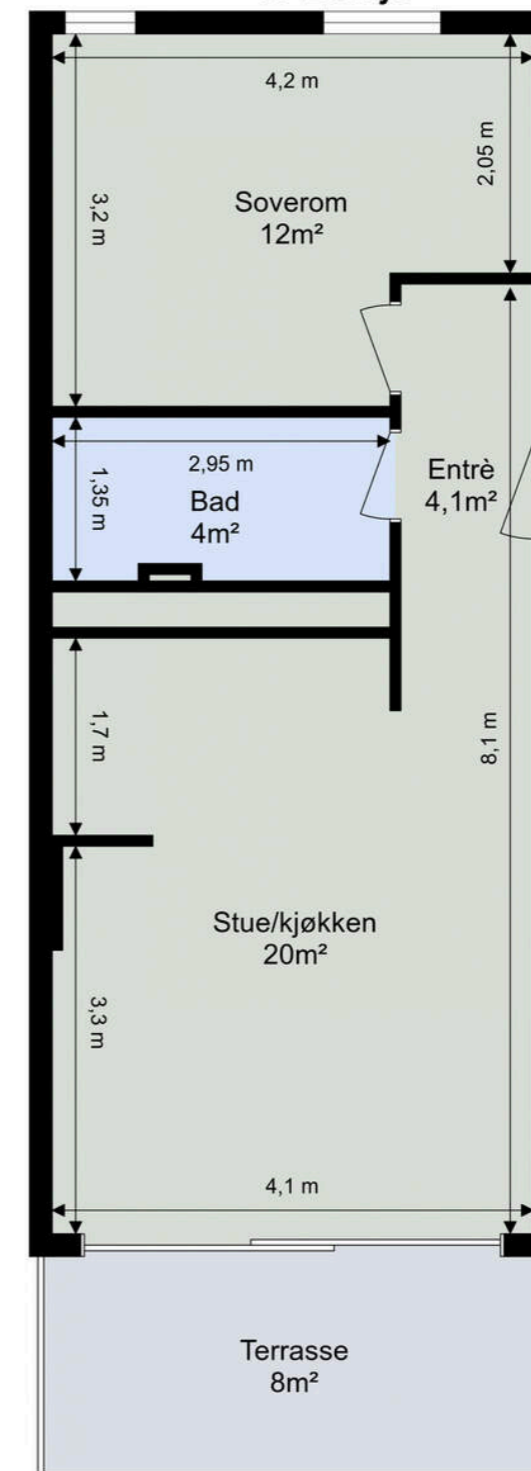 4,2 m
2,05 m
3,2 m
Soverom
12m²
2,95 m
1,35 m
Bad
4m²
Entrè
4,1m²
1,7 m
8,1 m
Stue/kjøkken
20m²
3,3 m
4,1 m
Terrasse
8m²